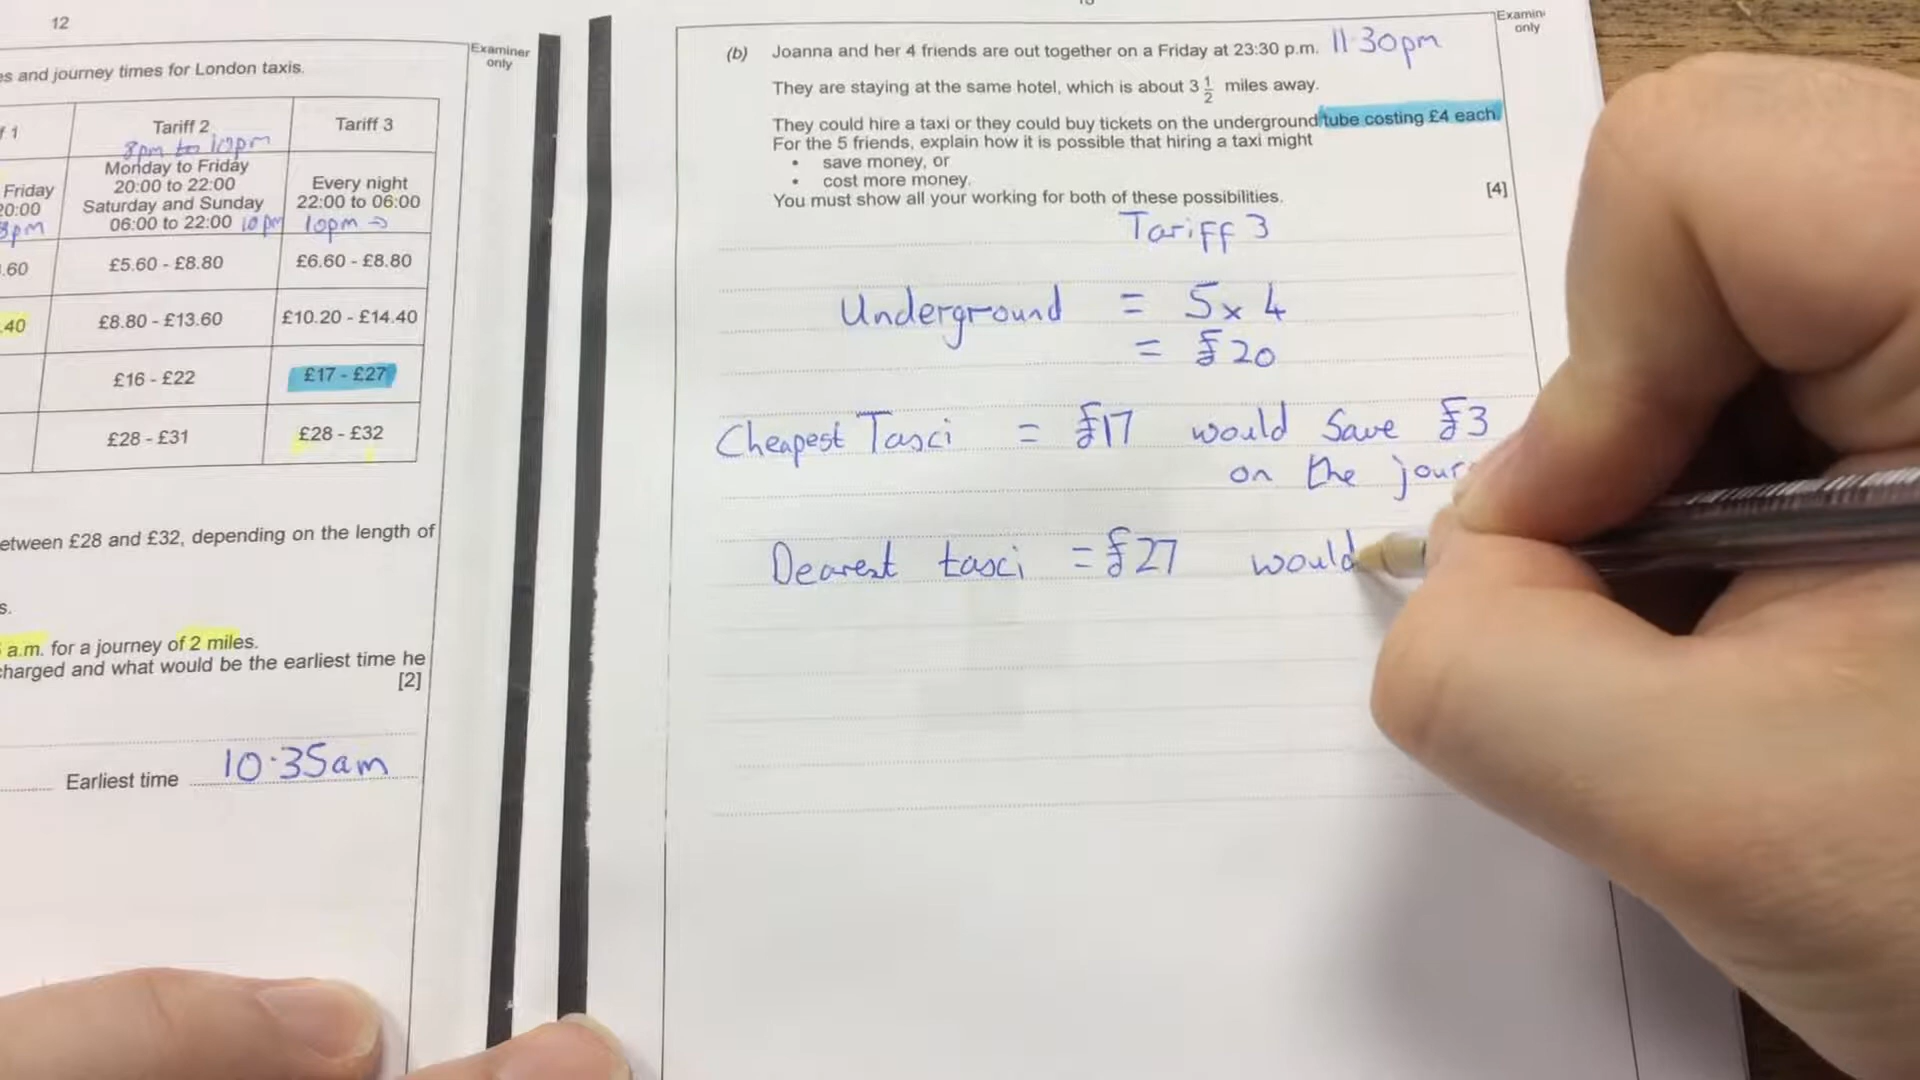 12
Examiner
only
es and journey times for London taxis.
f 1
Tariff 2
Tariff 3
8pm to 10pm
Friday
20:00
8pm
Monday to Friday
20:00 to 22:00
Saturday and Sunday
06:00 to 22:00 10pm
Every night
22:00 to 06:00
10pm →
.60
£5.60 - £8.80
£6.60 - £8.80
.40
£8.80 - £13.60
£10.20 - £14.40
£16 - £22
£17 - £27
£28 - £31
£28 - £32
etween £28 and £32, depending on the length of
s.
a.m. for a journey of 2 miles.
harged and what would be the earliest time he
[2]
Earliest time 10·35am
Examin
only
(b) Joanna and her 4 friends are out together on a Friday at 23:30 p.m. 11·30pm
They are staying at the same hotel, which is about 3 1/2 miles away.
They could hire a taxi or they could buy tickets on the underground tube costing £4 each.
For the 5 friends, explain how it is possible that hiring a taxi might
• save money, or
• cost more money.
You must show all your working for both of these possibilities.
[4]
Tariff 3
Underground = 5 x 4
= £20
Cheapest Taxi = £17 would save £3
on the jour
Dearest taxi = £27 would